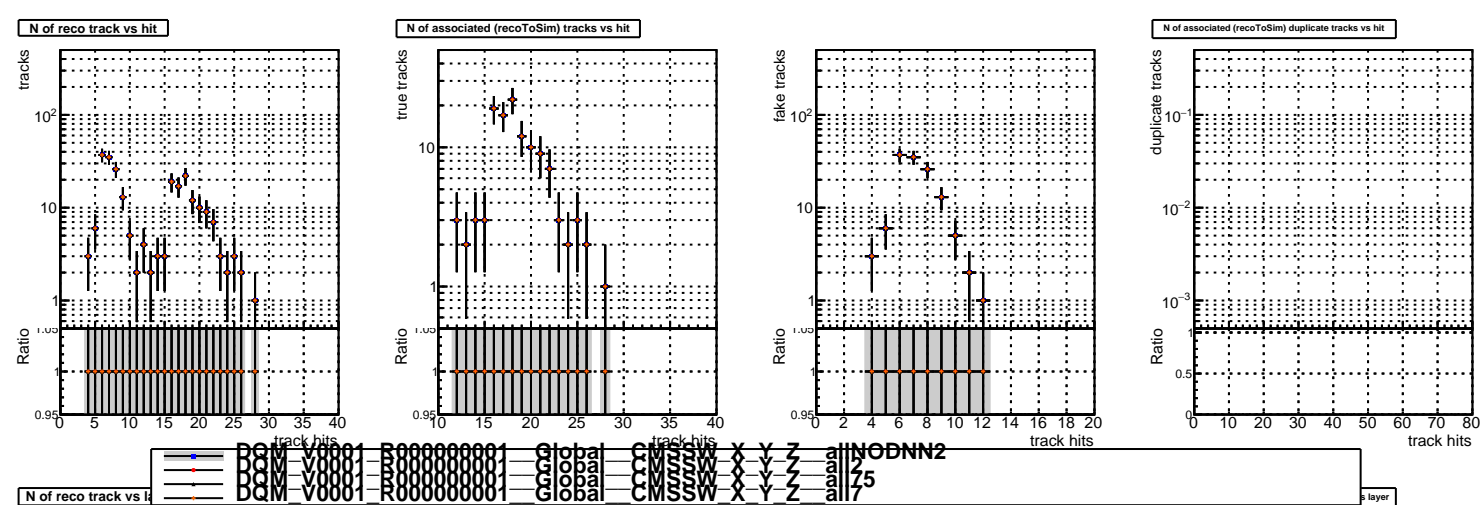 N of reco track vs hit
N of associated (recoToSim) tracks vs hit
N of associated (recoToSim) duplicate tracks vs hit
tracks
10²
10
1
Ratio
1.05
1
0.95
0 5 10 15 20 25 30 35 40
track hits
true tracks
10
1
Ratio
1.05
1
0.95
10 15 20 25 30 35 40
track hits
fake tracks
10²
10
1
Ratio
1.05
1
0.95
0 2 4 6 8 10 12 14 16 18 20
track hits
duplicate tracks
10⁻¹
10⁻²
10⁻³
Ratio
1
0.5
0
0 10 20 30 40 50 60 70 80
track hits
DQM_V0001_R000000001__Global__CMSSW_X_Y_Z__allNODNN2
DQM_V0001_R000000001__Global__CMSSW_X_Y_Z__all2
DQM_V0001_R000000001__Global__CMSSW_X_Y_Z__all75
DQM_V0001_R000000001__Global__CMSSW_X_Y_Z__all7
N of reco track vs la
s layer